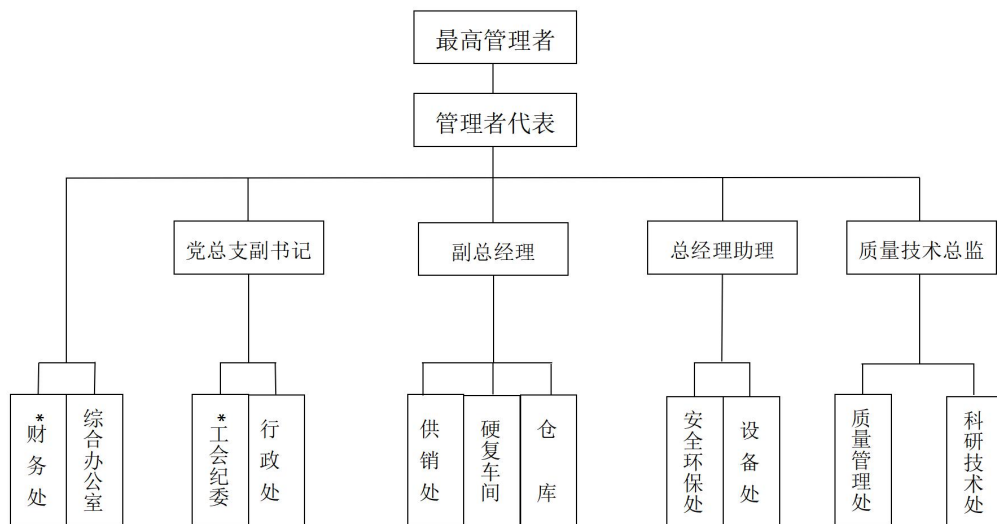 最高管理者
管理者代表
党总支副书记
副总经理
总经理助理
质量技术总监
*财务处
综合办公室
*工会纪委
行政处
供销处
硬复车间
仓库
安全环保处
设备处
质量管理处
科研技术处